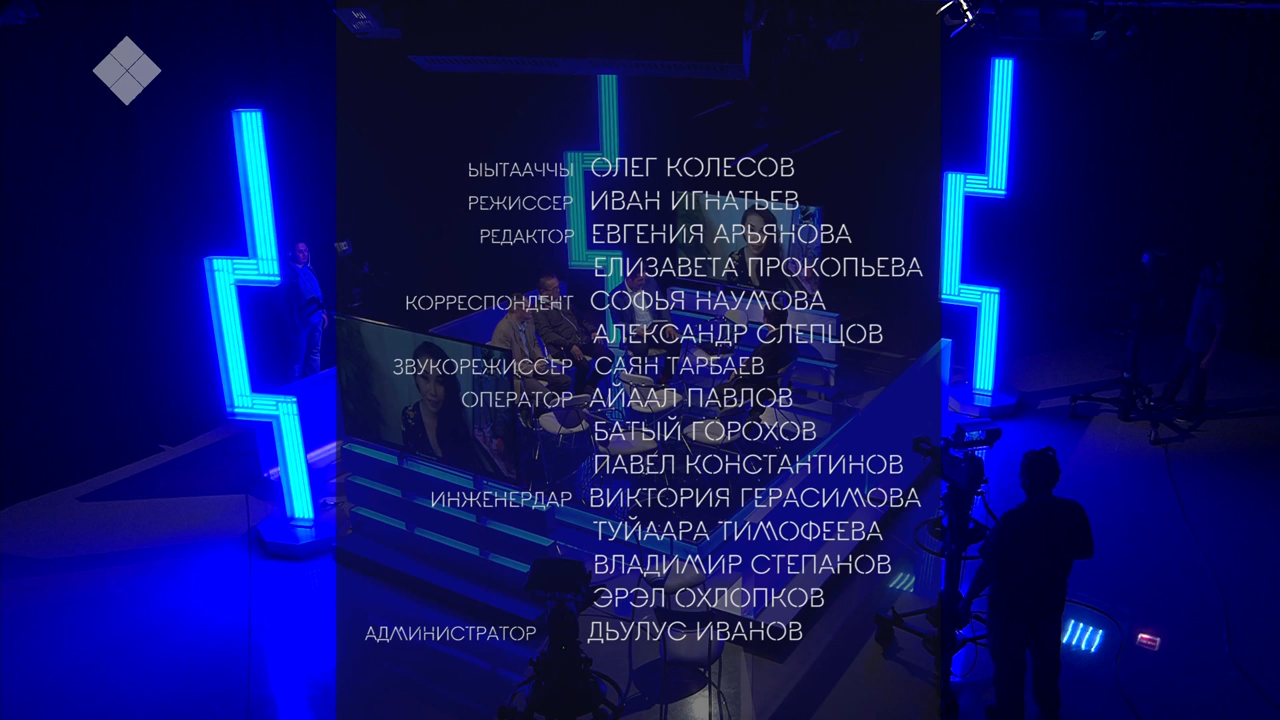 ЫЫТААЧЧЫ ОЛЕГ КОЛЕСОВ
РЕЖИССЕР ИВАН ИГНАТЬЕВ
РЕДАКТОР ЕВГЕНИЯ АРЬЯНОВА
ЕЛИЗАВЕТА ПРОКОПЬЕВА
КОРРЕСПОНДЕНТ СОФЬЯ НАУМОВА
АЛЕКСАНДР СЛЕПЦОВ
ЗВУКОРЕЖИССЕР САЯН ТАРБАЕВ
ОПЕРАТОР АЙААЛ ПАВЛОВ
БАТЫЙ ГОРОХОВ
ПАВЕЛ КОНСТАНТИНОВ
ИНЖЕНЕРДАР ВИКТОРИЯ ГЕРАСИМОВА
ТУЙААРА ТИМОФЕЕВА
ВЛАДИМИР СТЕПАНОВ
ЭРЭЛ ОХЛОПКОВ
АДМИНИСТРАТОР ДЬУЛУС ИВАНОВ